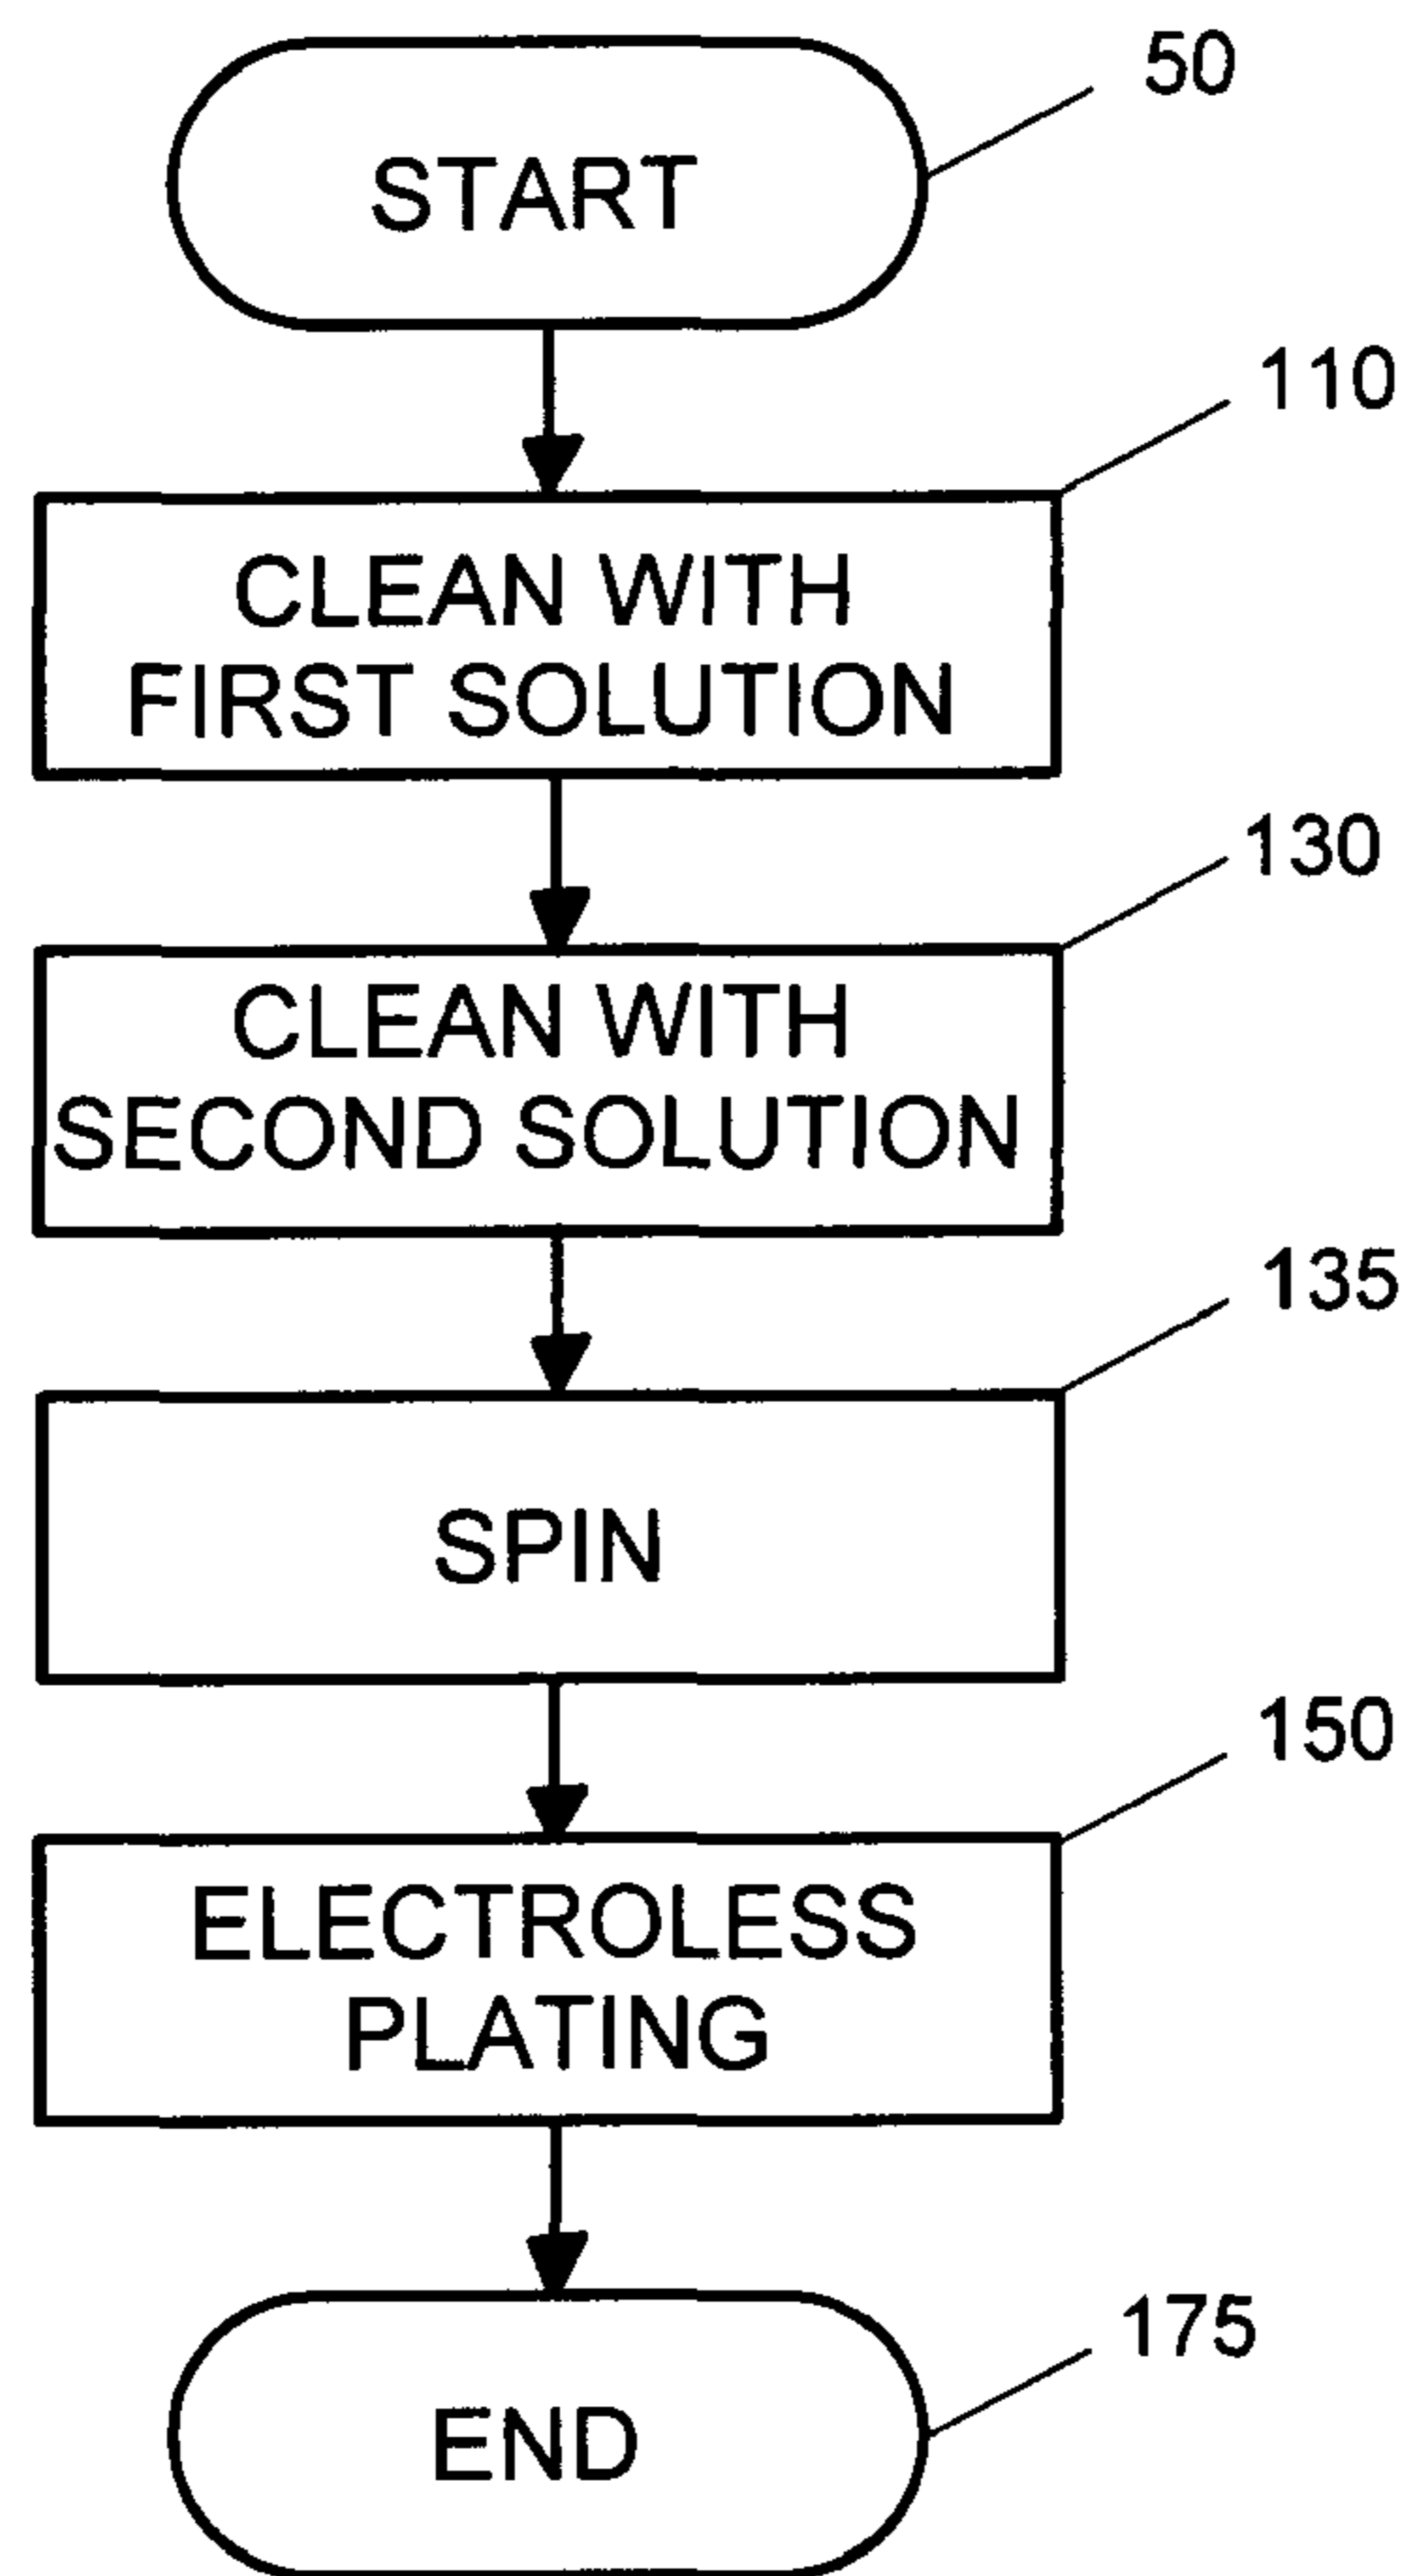 50
START
110
CLEAN WITH
FIRST SOLUTION
130
CLEAN WITH
SECOND SOLUTION
135
SPIN
150
ELECTROLESS
PLATING
175
END